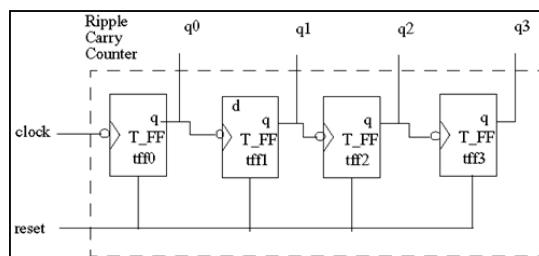 Ripple
Carry
Counter
q0
q1
q2
q3
clock
q
T_FF
tff0
d
q
T_FF
tff1
q
T_FF
tff2
q
T_FF
tff3
reset